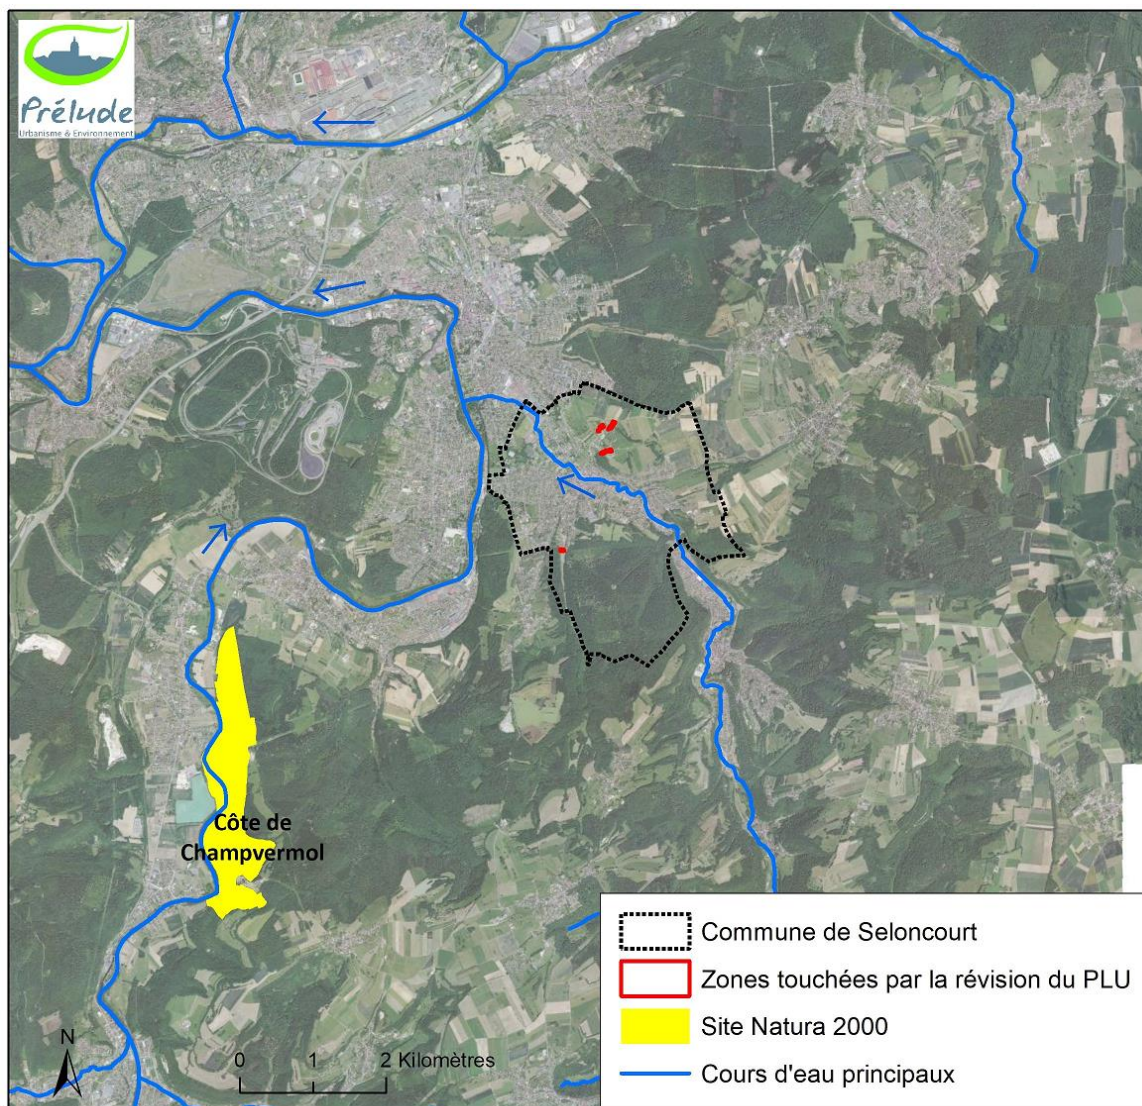 Prélude
Urbanisme & Environnement
Côte de
Champvermol
N
0 1 2 Kilomètres
Commune de Seloncourt
Zones touchées par la révision du PLU
Site Natura 2000
Cours d'eau principaux